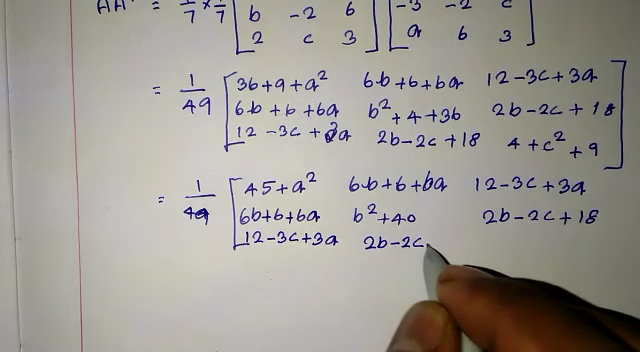 AA' = 1/7 × 1/7 [ b -2 6 ] [ -3 -2 c ]
2 c 3 a 6 3
= 1/49 [ 36+9+a² 6b+6+6a 12-3c+3a
6b+6+6a b²+4+36 2b-2c+18
12-3c+3a 2b-2c+18 4+c²+9 ]
= 1/49 [ 45+a² 6b+6+6a 12-3c+3a
6b+6+6a b²+40 2b-2c+18
12-3c+3a 2b-2c